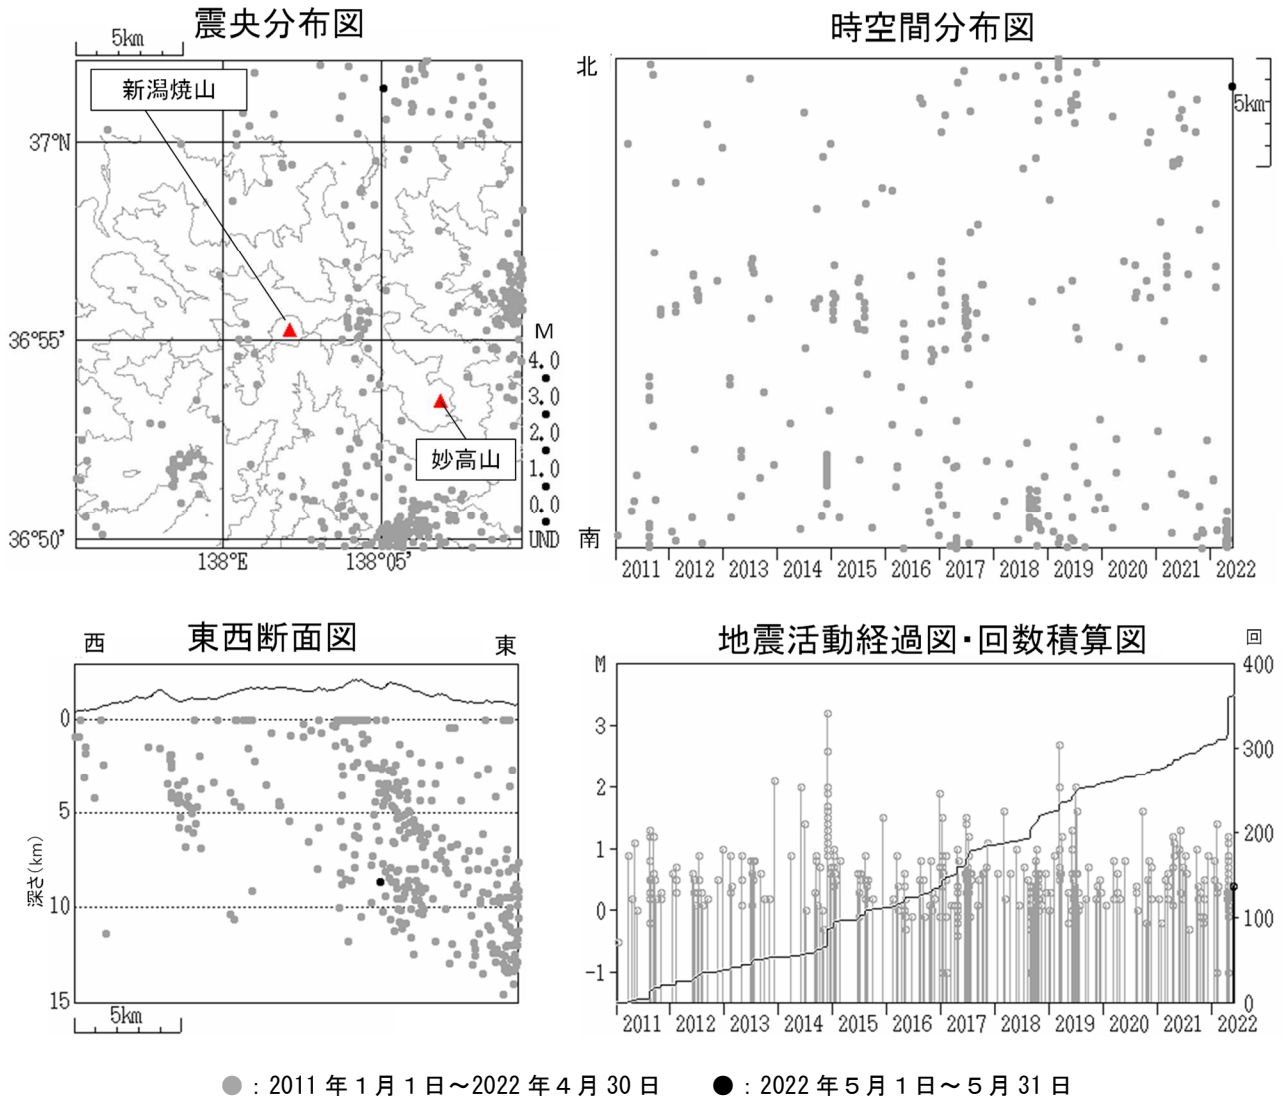 震央分布図
5km
新潟焼山
37°N
36°55’
36°50’
138°E
138°05’
妙高山
M
4.0
3.0
2.0
1.0
0.0
UND
時空間分布図
北
南
5km
2011 2012 2013 2014 2015 2016 2017 2018 2019 2020 2021 2022
東西断面図
西
東
0
5
10
15
深さ(km)
5km
地震活動経過図・回数積算図
M
3
2
1
0
-1
回
400
300
200
100
0
2011 2012 2013 2014 2015 2016 2017 2018 2019 2020 2021 2022
●：2011年1月1日～2022年4月30日 ●：2022年5月1日～5月31日